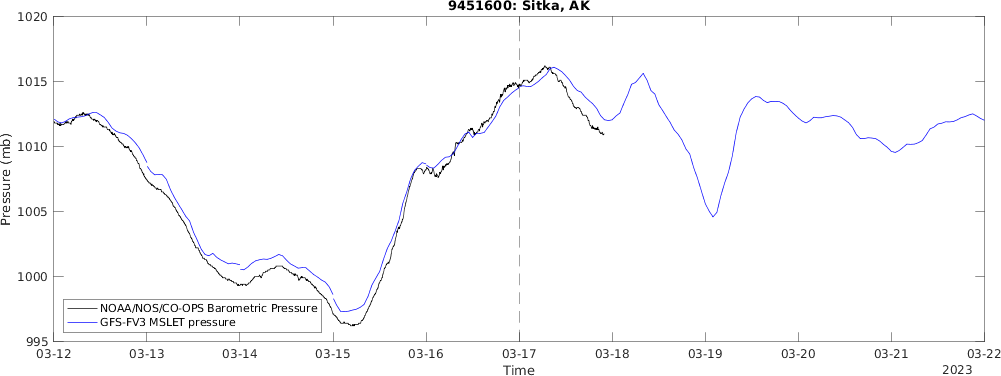 9451600: Sitka, AK
1020
1015
1010
1005
1000
995
Pressure (mb)
NOAA/NOS/CO-OPS Barometric Pressure
GFS-FV3 MSLET pressure
03-12 03-13 03-14 03-15 03-16 03-17 03-18 03-19 03-20 03-21 03-22
Time
2023